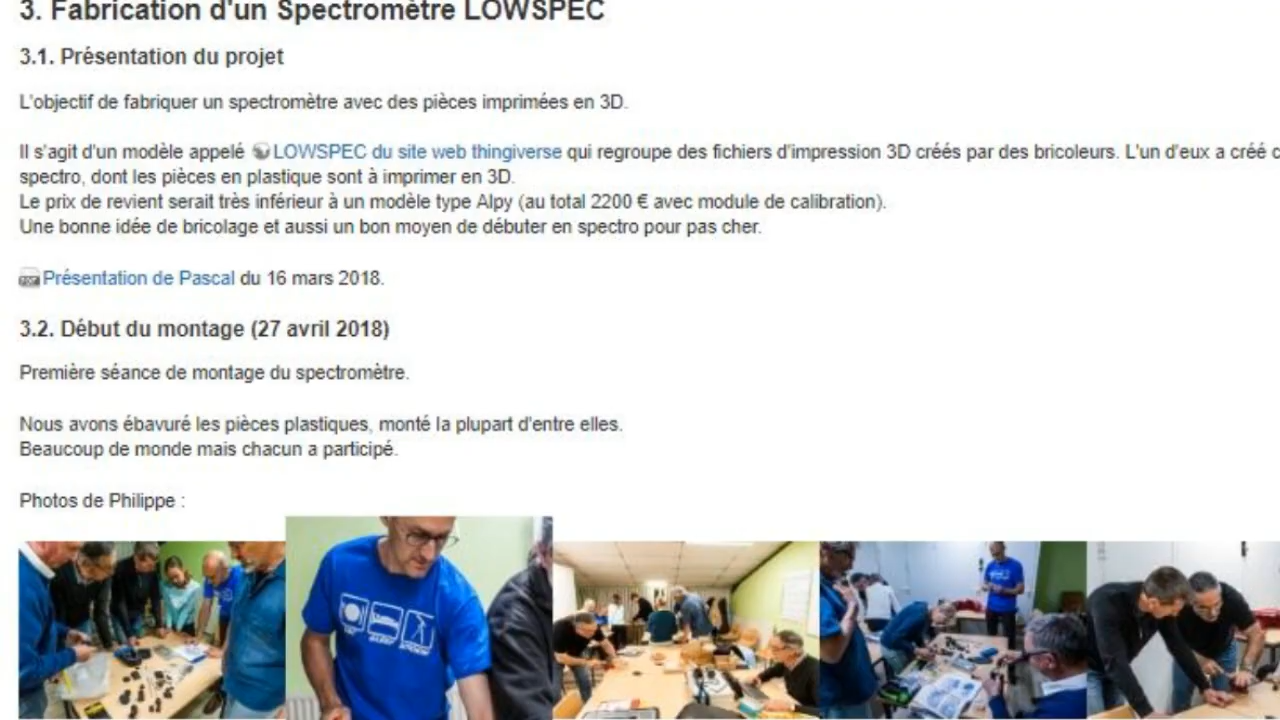 3. Fabrication d'un Spectromètre LOWSPEC
3.1. Présentation du projet
L'objectif de fabriquer un spectromètre avec des pièces imprimées en 3D.
Il s'agit d'un modèle appelé LOWSPEC du site web thingiverse qui regroupe des fichiers d'impression 3D créés par des bricoleurs. L'un d'eux a créé c
spectro, dont les pièces en plastique sont à imprimer en 3D.
Le prix de revient serait très inférieur à un modèle type Alpy (au total 2200 € avec module de calibration).
Une bonne idée de bricolage et aussi un bon moyen de débuter en spectro pour pas cher.
Présentation de Pascal du 16 mars 2018.
3.2. Début du montage (27 avril 2018)
Première séance de montage du spectromètre.
Nous avons ébavuré les pièces plastiques, monté la plupart d'entre elles.
Beaucoup de monde mais chacun a participé.
Photos de Philippe :